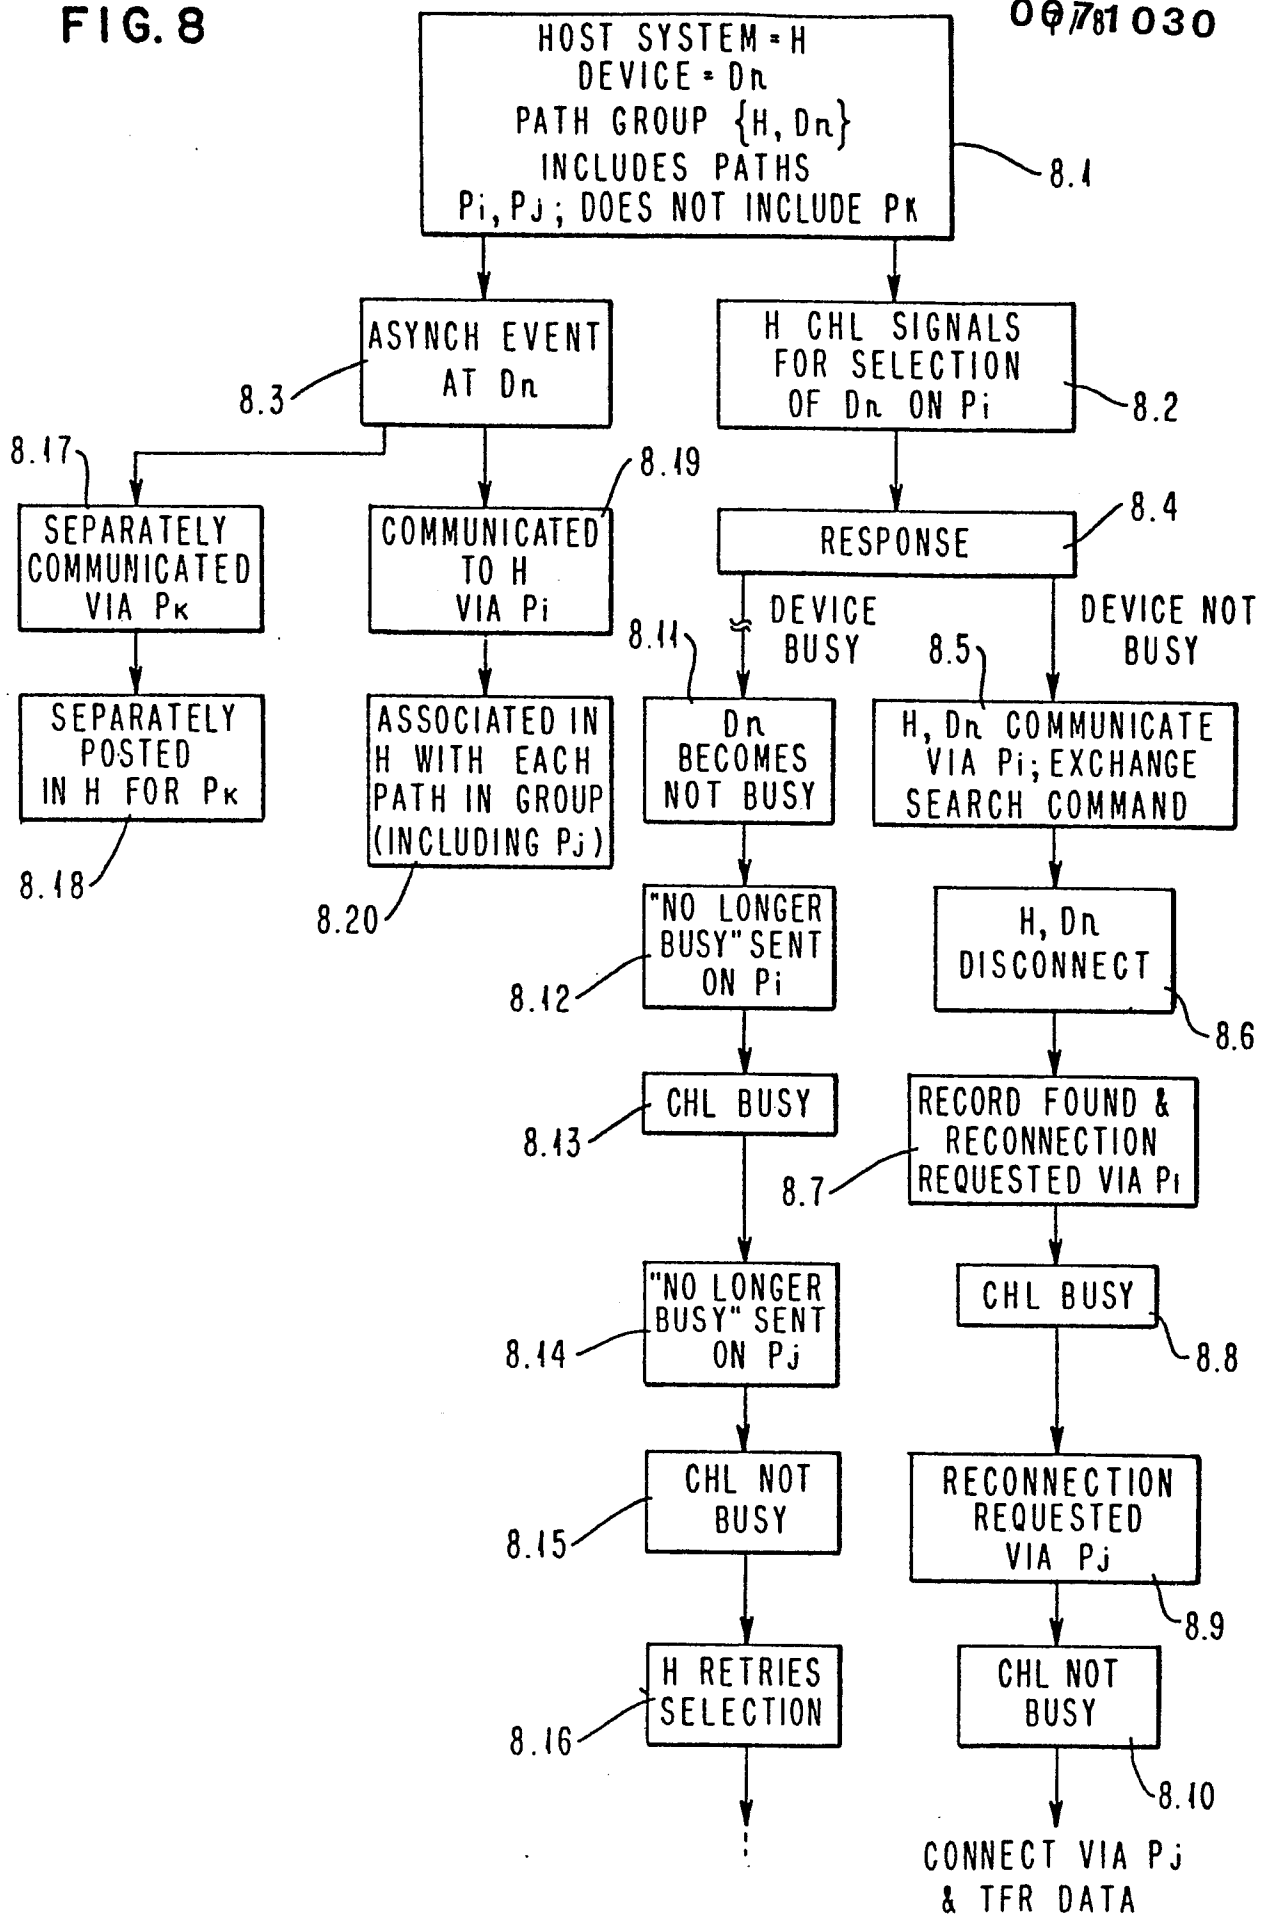 FIG. 8
0071030
7/8
HOST SYSTEM = H
DEVICE = Dn
PATH GROUP {H, Dn}
INCLUDES PATHS
Pi, Pj; DOES NOT INCLUDE PK
8.1
ASYNCH EVENT
AT Dn
8.3
H CHL SIGNALS
FOR SELECTION
OF Dn ON Pi
8.2
8.17
SEPARATELY
COMMUNICATED
VIA PK
8.19
COMMUNICATED
TO H
VIA Pi
RESPONSE
8.4
DEVICE
BUSY
DEVICE NOT
BUSY
SEPARATELY
POSTED
IN H FOR PK
8.18
ASSOCIATED IN
H WITH EACH
PATH IN GROUP
(INCLUDING Pj)
8.20
8.11
Dn
BECOMES
NOT BUSY
8.5
H, Dn COMMUNICATE
VIA Pi; EXCHANGE
SEARCH COMMAND
"NO LONGER
BUSY" SENT
ON Pi
8.12
H, Dn
DISCONNECT
8.6
CHL BUSY
8.13
RECORD FOUND &
RECONNECTION
REQUESTED VIA Pi
8.7
"NO LONGER
BUSY" SENT
ON Pj
8.14
CHL BUSY
8.8
CHL NOT
BUSY
8.15
RECONNECTION
REQUESTED
VIA Pj
8.9
H RETRIES
SELECTION
8.16
CHL NOT
BUSY
8.10
CONNECT VIA Pj
& TFR DATA